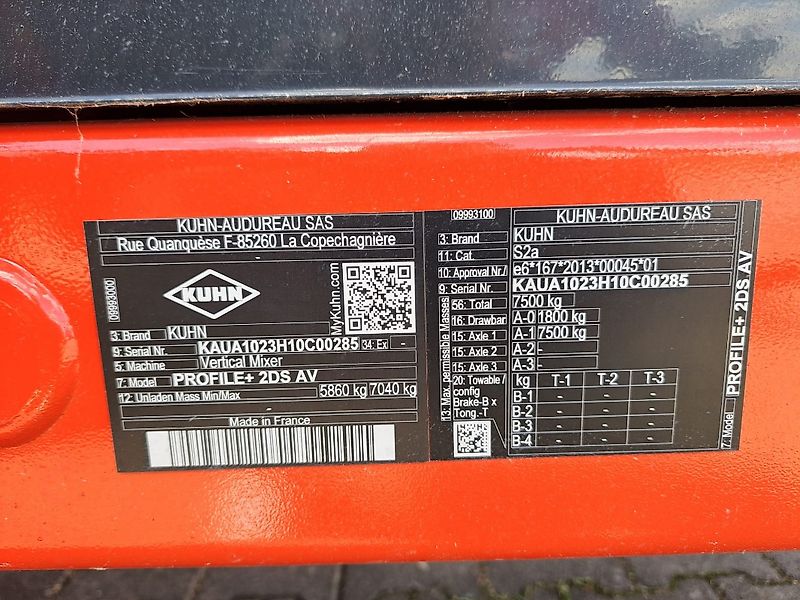 KUHN-AUDUREAU SAS
Rue Quanquèse F-85260 La Copechagnière
09993000
KUHN
MyKuhn.com
3: Brand KUHN
9: Serial Nr. KAUA1023H10C00285 34: Ex -
5: Machine Vertical Mixer
7: Model PROFILE+ 2DS AV
12: Unladen Mass Min/Max 5860 kg 7040 kg
Made in France
09993100 KUHN-AUDUREAU SAS
3: Brand KUHN
11: Cat. S2a
10: Approval Nr./ e6*167*2013*00045*01
9: Serial Nr. KAUA1023H10C00285
13: Max. permissible Masses
56: Total 7500 kg
16: Drawbar A-0 1800 kg
15: Axle 1 A-1 7500 kg
15: Axle 2 A-2 -
15: Axle 3 A-3 -
20: Towable / kg T-1 T-2 T-3
config B-1 - - -
Brake-B x B-2 - - -
Tong.-T B-3 - - -
B-4 - - -
7: Model PROFILE+ 2DS AV